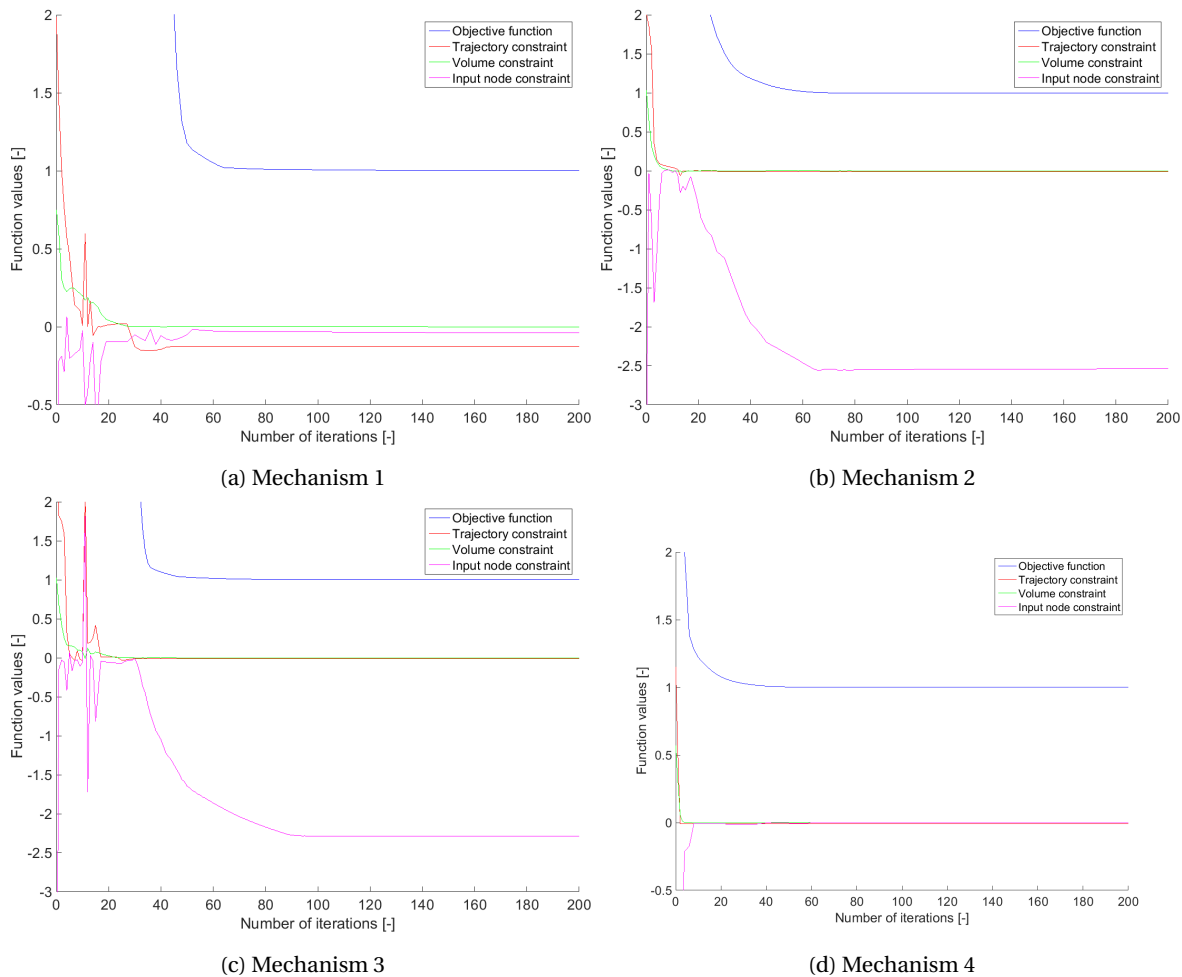 2
1.5
1
0.5
0
-0.5
Function values [-]
0 20 40 60 80 100 120 140 160 180 200
Number of iterations [-]
Objective function
Trajectory constraint
Volume constraint
Input node constraint
(a) Mechanism 1
2
1.5
1
0.5
0
-0.5
-1
-1.5
-2
-2.5
-3
Function values [-]
0 20 40 60 80 100 120 140 160 180 200
Number of iterations [-]
Objective function
Trajectory constraint
Volume constraint
Input node constraint
(b) Mechanism 2
2
1.5
1
0.5
0
-0.5
-1
-1.5
-2
-2.5
-3
Function values [-]
0 20 40 60 80 100 120 140 160 180 200
Number of iterations [-]
Objective function
Trajectory constraint
Volume constraint
Input node constraint
(c) Mechanism 3
2
1.5
1
0.5
0
-0.5
Function values [-]
0 20 40 60 80 100 120 140 160 180 200
Number of iterations [-]
Objective function
Trajectory constraint
Volume constraint
Input node constraint
(d) Mechanism 4